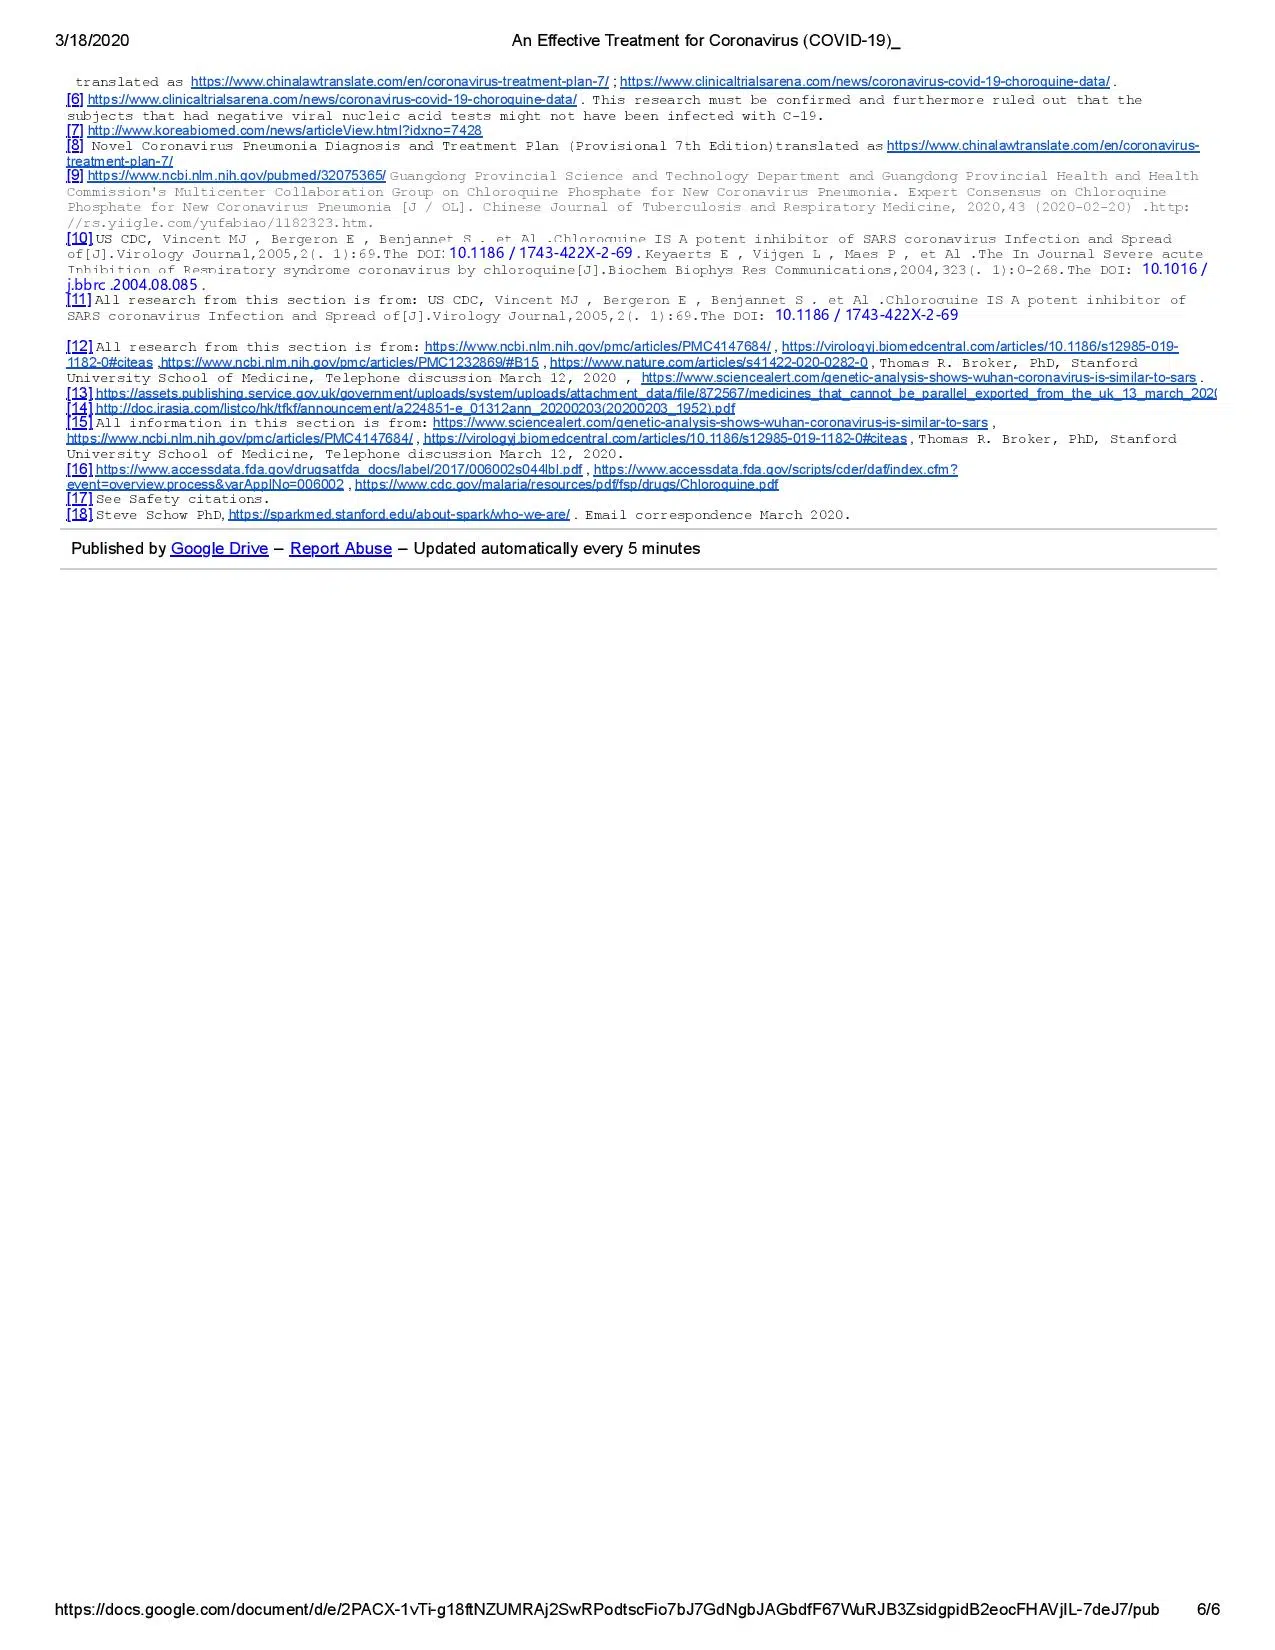 3/18/2020 An Effective Treatment for Coronavirus (COVID-19)_
translated as https://www.chinalawtranslate.com/en/coronavirus-treatment-plan-7/ ; https://www.clinicaltrialsarena.com/news/coronavirus-covid-19-choroquine-data/ .
[6] https://www.clinicaltrialsarena.com/news/coronavirus-covid-19-choroquine-data/ . This research must be confirmed and furthermore ruled out that the
subjects that had negative viral nucleic acid tests might not have been infected with C-19.
[7] http://www.koreabiomed.com/news/articleView.html?idxno=7428
[8] Novel Coronavirus Pneumonia Diagnosis and Treatment Plan (Provisional 7th Edition)translated as https://www.chinalawtranslate.com/en/coronavirus-
treatment-plan-7/
[9] https://www.ncbi.nlm.nih.gov/pubmed/32075365/ Guangdong Provincial Science and Technology Department and Guangdong Provincial Health and Health
Commission's Multicenter Collaboration Group on Chloroquine Phosphate for New Coronavirus Pneumonia. Expert Consensus on Chloroquine
Phosphate for New Coronavirus Pneumonia [J / OL]. Chinese Journal of Tuberculosis and Respiratory Medicine, 2020,43 (2020-02-20) .http:
//rs.yiigle.com/yufabiao/1182323.htm.
[10] US CDC, Vincent MJ , Bergeron E , Benjannet S , et Al .Chloroquine IS A potent inhibitor of SARS coronavirus Infection and Spread
of[J].Virology Journal,2005,2(. 1):69.The DOI: 10.1186 / 1743-422X-2-69 . Keyaerts E , Vijgen L , Maes P , et Al .The In Journal Severe acute
Inhibition of Respiratory syndrome coronavirus by chloroquine[J].Biochem Biophys Res Communications,2004,323(. 1):0-268.The DOI: 10.1016 /
j.bbrc .2004.08.085 .
[11] All research from this section is from: US CDC, Vincent MJ , Bergeron E , Benjannet S , et Al .Chloroquine IS A potent inhibitor of
SARS coronavirus Infection and Spread of[J].Virology Journal,2005,2(. 1):69.The DOI: 10.1186 / 1743-422X-2-69
[12] All research from this section is from: https://www.ncbi.nlm.nih.gov/pmc/articles/PMC4147684/ , https://virologyj.biomedcentral.com/articles/10.1186/s12985-019-
1182-0#citeas ,https://www.ncbi.nlm.nih.gov/pmc/articles/PMC1232869/#B15 , https://www.nature.com/articles/s41422-020-0282-0 , Thomas R. Broker, PhD, Stanford
University School of Medicine, Telephone discussion March 12, 2020 , https://www.sciencealert.com/genetic-analysis-shows-wuhan-coronavirus-is-similar-to-sars .
[13] https://assets.publishing.service.gov.uk/government/uploads/system/uploads/attachment_data/file/872567/medicines_that_cannot_be_parallel_exported_from_the_uk_13_march_2020
[14] http://doc.irasia.com/listco/hk/tfkf/announcement/a224851-e_01312ann_20200203(20200203_1952).pdf
[15] All information in this section is from: https://www.sciencealert.com/genetic-analysis-shows-wuhan-coronavirus-is-similar-to-sars ,
https://www.ncbi.nlm.nih.gov/pmc/articles/PMC4147684/ , https://virologyj.biomedcentral.com/articles/10.1186/s12985-019-1182-0#citeas , Thomas R. Broker, PhD, Stanford
University School of Medicine, Telephone discussion March 12, 2020.
[16] https://www.accessdata.fda.gov/drugsatfda_docs/label/2017/006002s044lbl.pdf , https://www.accessdata.fda.gov/scripts/cder/daf/index.cfm?
event=overview.process&varApplNo=006002 , https://www.cdc.gov/malaria/resources/pdf/fsp/drugs/Chloroquine.pdf
[17] See Safety citations.
[18] Steve Schow PhD, https://sparkmed.stanford.edu/about-spark/who-we-are/ . Email correspondence March 2020.
Published by Google Drive – Report Abuse – Updated automatically every 5 minutes
https://docs.google.com/document/d/e/2PACX-1vTi-g18ftNZUMRAj2SwRPodtscFio7bJ7GdNgbJAGbdfF67WuRJB3ZsidgpidB2eocFHAVjlL-7deJ7/pub 6/6